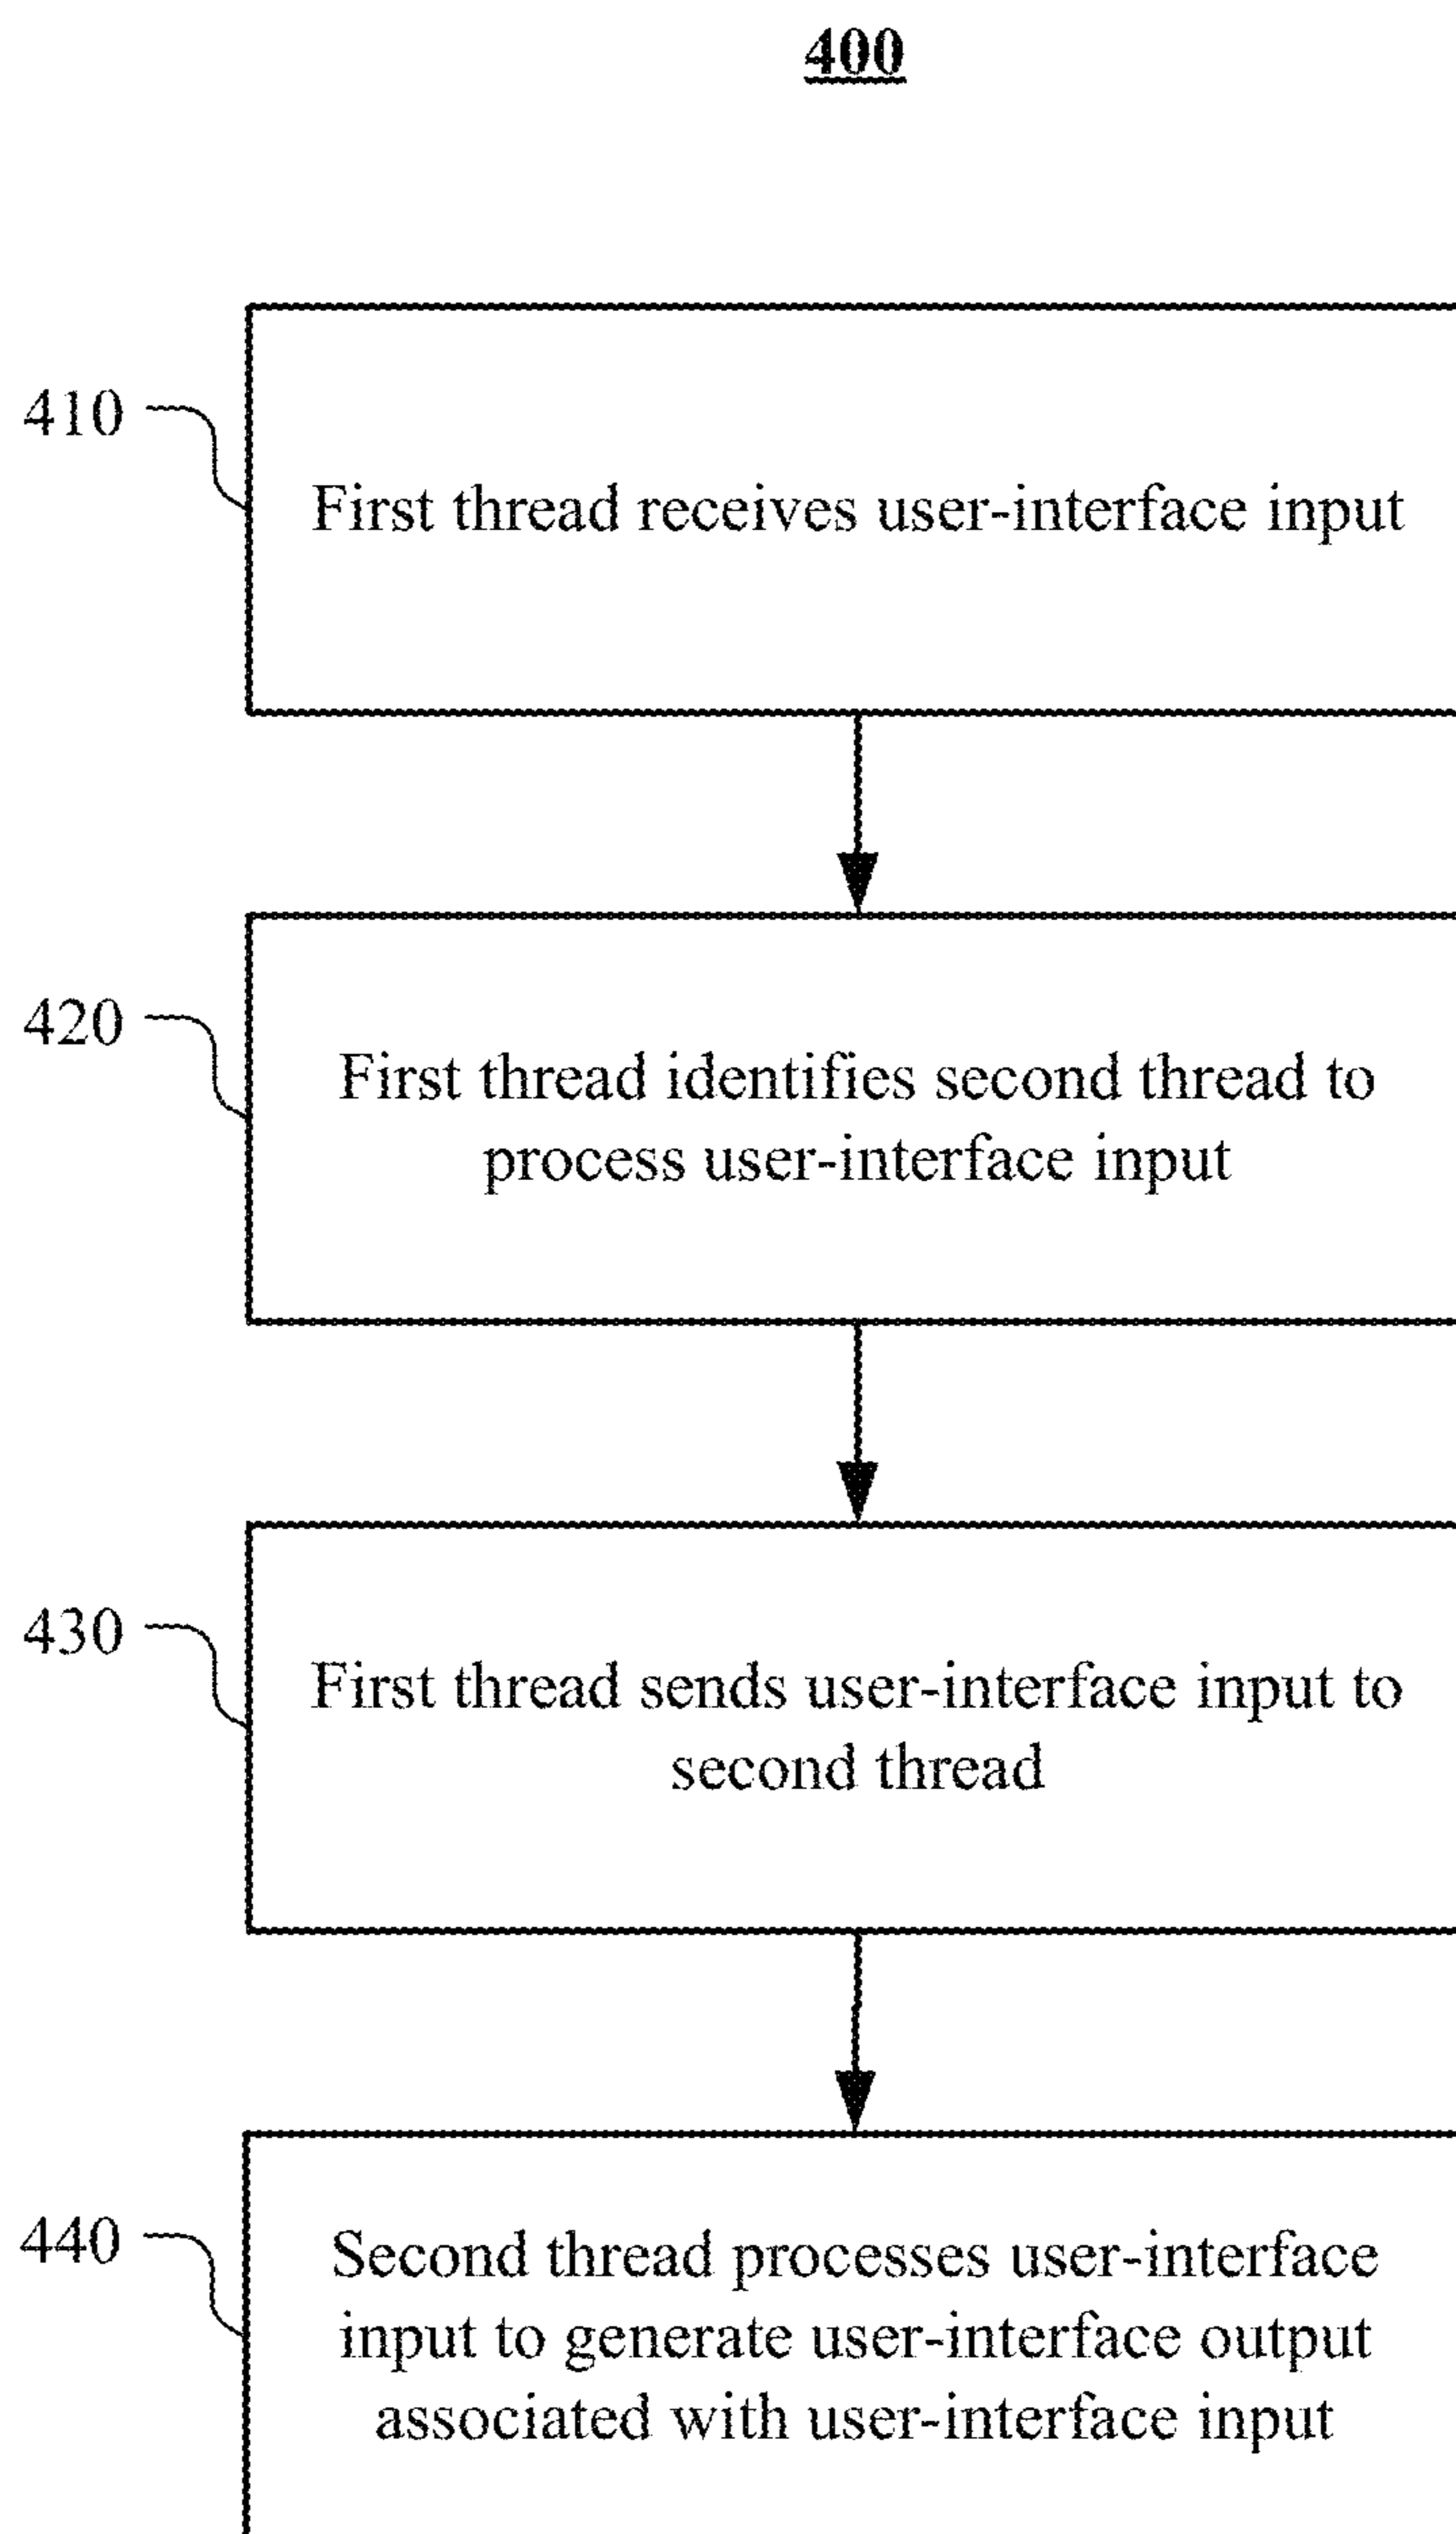 400
410
First thread receives user-interface input
420
First thread identifies second thread to
process user-interface input
430
First thread sends user-interface input to
second thread
440
Second thread processes user-interface
input to generate user-interface output
associated with user-interface input